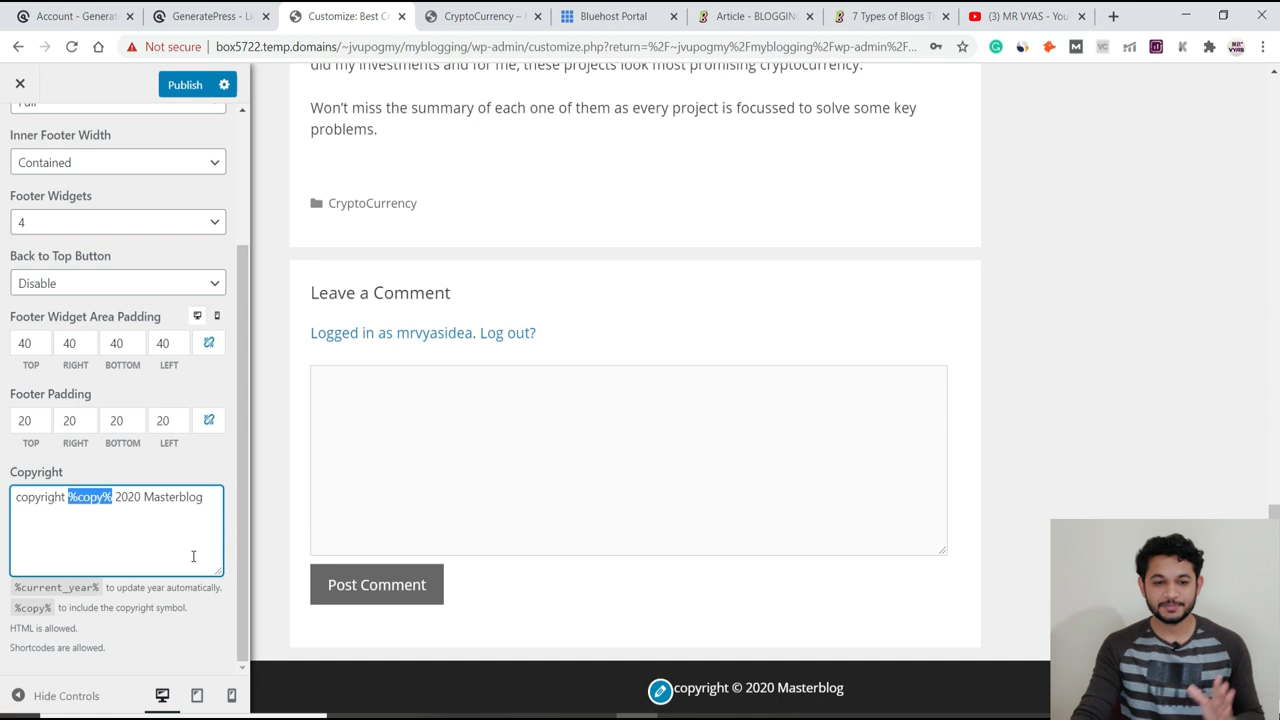 Account - Generat
GeneratePress - Li
Customize: Best Cr
CryptoCurrency –
Bluehost Portal
Article - BLOGGIN
7 Types of Blogs T
(3) MR VYAS - You
Not secure
box5722.temp.domains/~jvupogmy/myblogging/wp-admin/customize.php?return=%2F~jvupogmy%2Fmyblogging%2Fwp-admin%2F...
Publish
Inner Footer Width
Contained
Footer Widgets
4
Back to Top Button
Disable
Footer Widget Area Padding
40 40 40 40
TOP RIGHT BOTTOM LEFT
Footer Padding
20 20 20 20
TOP RIGHT BOTTOM LEFT
Copyright
copyright %copy% 2020 Masterblog
%current_year% to update year automatically.
%copy% to include the copyright symbol.
HTML is allowed.
Shortcodes are allowed.
Hide Controls
did my investments and for me, these projects look most promising cryptocurrency.
Won't miss the summary of each one of them as every project is focussed to solve some key
problems.
CryptoCurrency
Leave a Comment
Logged in as mrvyasidea. Log out?
Post Comment
copyright © 2020 Masterblog